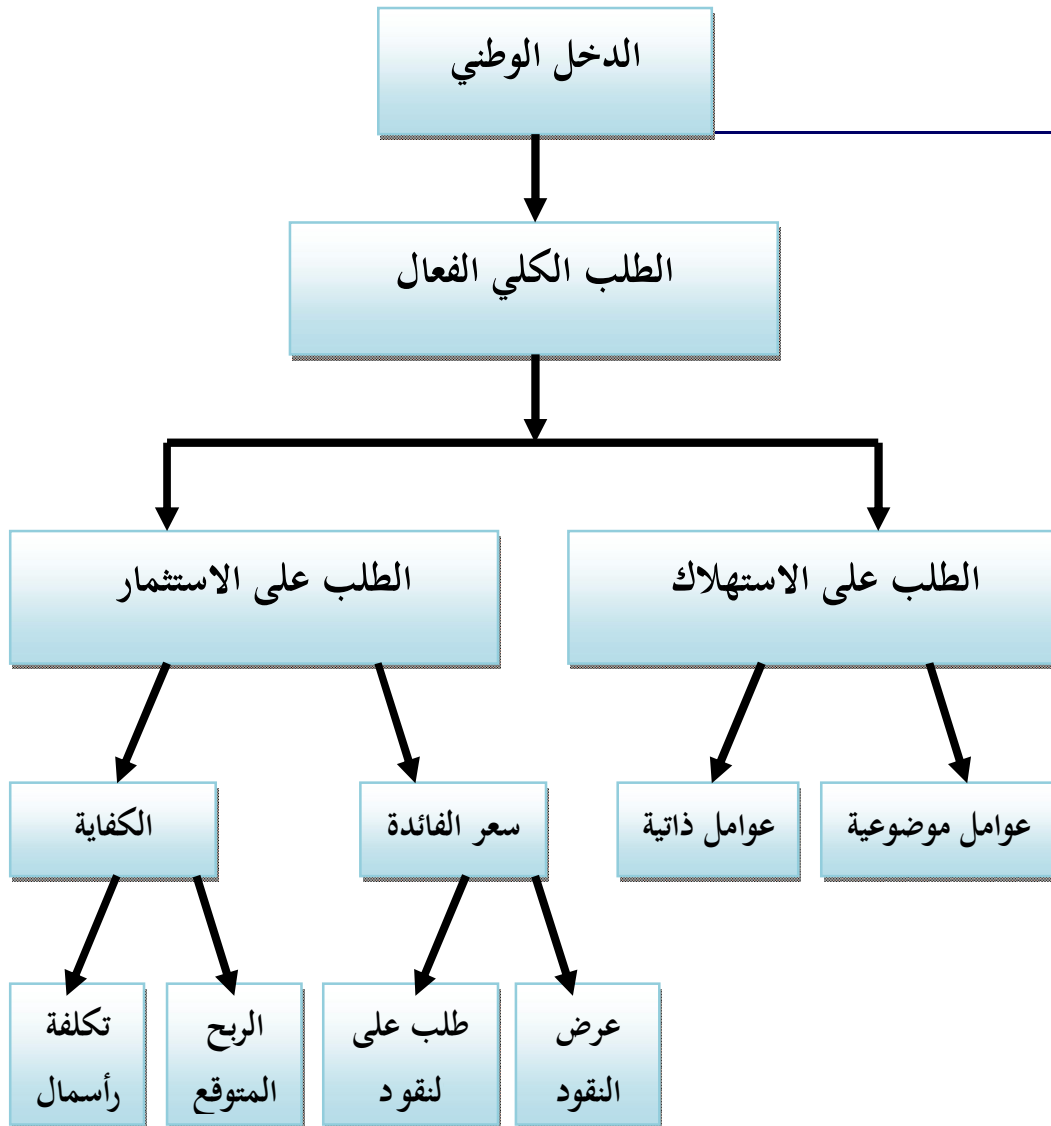 الدخل الوطني
الطلب الكلي الفعال
الطلب على الاستهلاك
الطلب على الاستثمار
عوامل موضوعية
عوامل ذاتية
سعر الفائدة
الكفاية
عرض
النقود
طلب على
لنقود
الربح
المتوقع
تكلفة
رأسمال